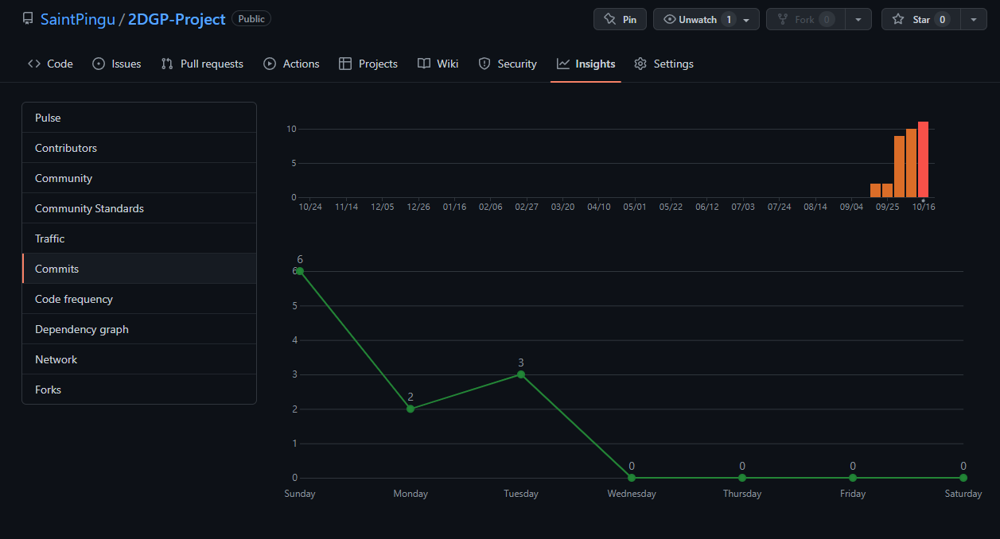 SaintPingu / 2DGP-Project Public Pin Unwatch 1 Fork 0 Star 0
Code Issues Pull requests Actions Projects Wiki Security Insights Settings
Pulse
Contributors
Community
Community Standards
Traffic
Commits
Code frequency
Dependency graph
Network
Forks
10
5
0
10/24 11/14 12/05 12/26 01/16 02/06 02/27 03/20 04/10 05/01 05/22 06/12 07/03 07/24 08/14 09/04 09/25 10/16
6
6
5
4
3
3
2
2
1
0 0 0 0
0
Sunday Monday Tuesday Wednesday Thursday Friday Saturday